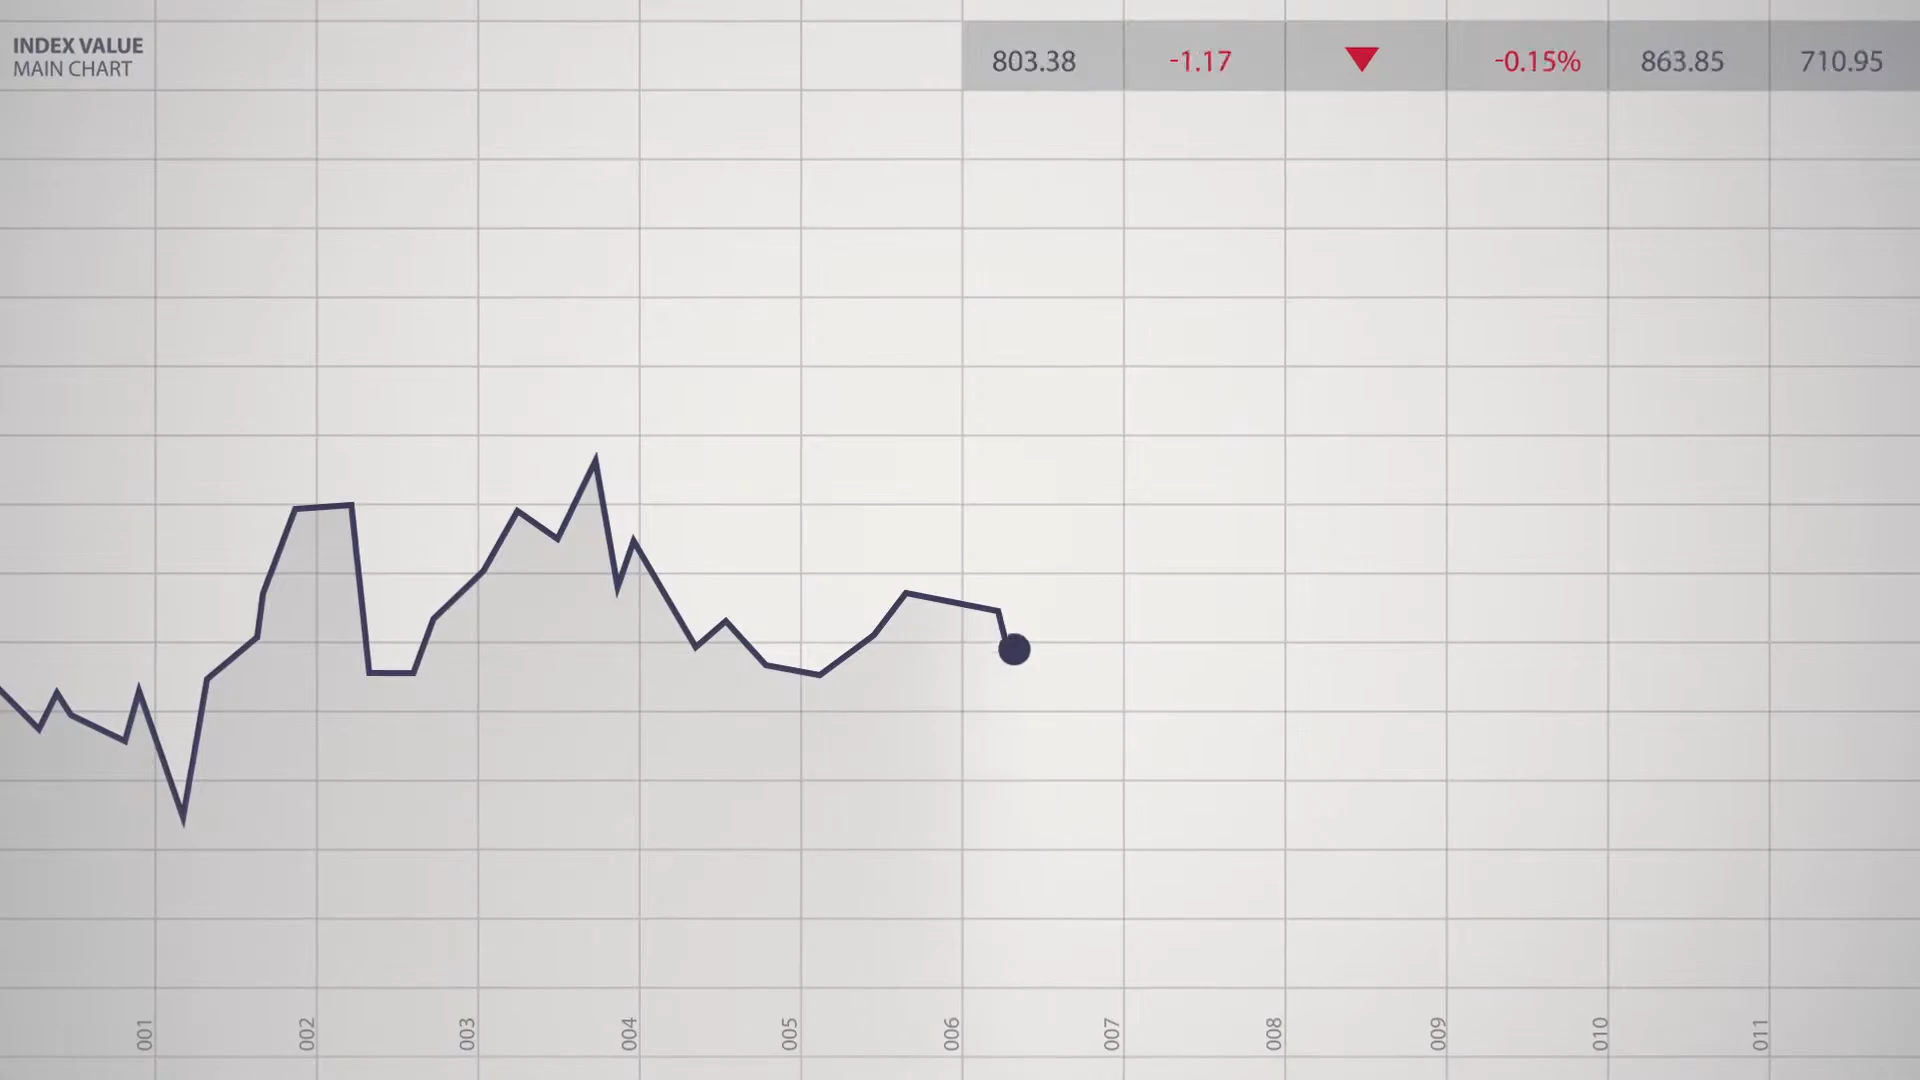 INDEX VALUE
MAIN CHART
803.38 -1.17 -0.15% 863.85 710.95
001 002 003 004 005 006 007 008 009 010 011